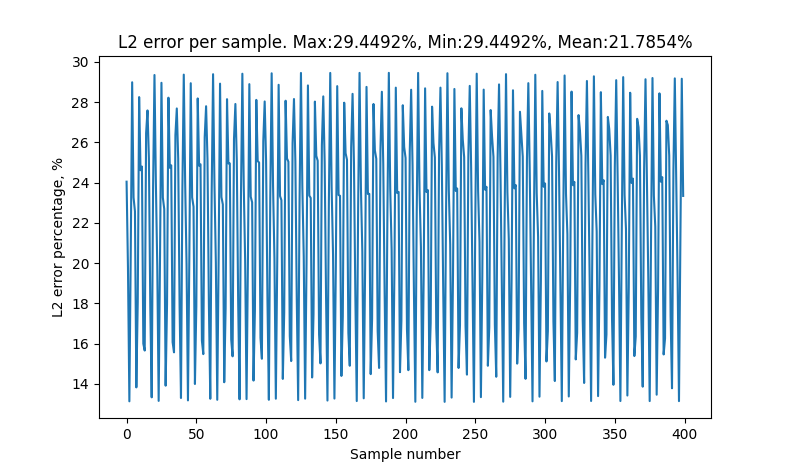 L2 error per sample. Max:29.4492%, Min:29.4492%, Mean:21.7854%
30
28
26
24
22
20
18
16
14
L2 error percentage, %
0 50 100 150 200 250 300 350 400
Sample number